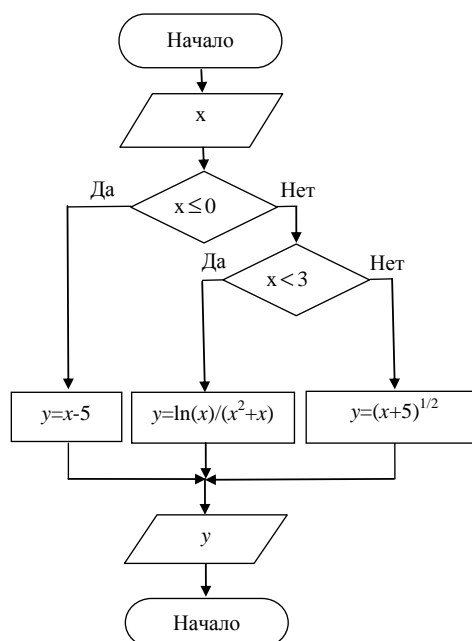 Начало
x
Да
Нет
x ≤ 0
Да
Нет
x < 3
y=x-5
y=ln(x)/(x²+x)
y=(x+5)^{1/2}
y
Начало